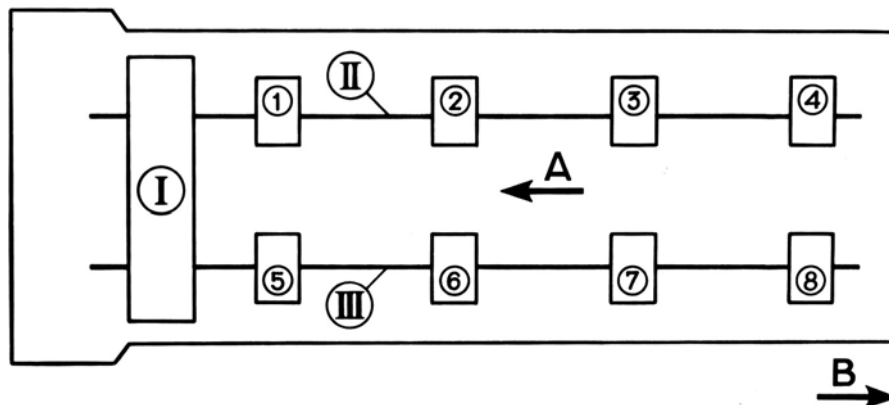 II
① ② ③ ④
A
I
⑤ ⑥ ⑦ ⑧
III
B